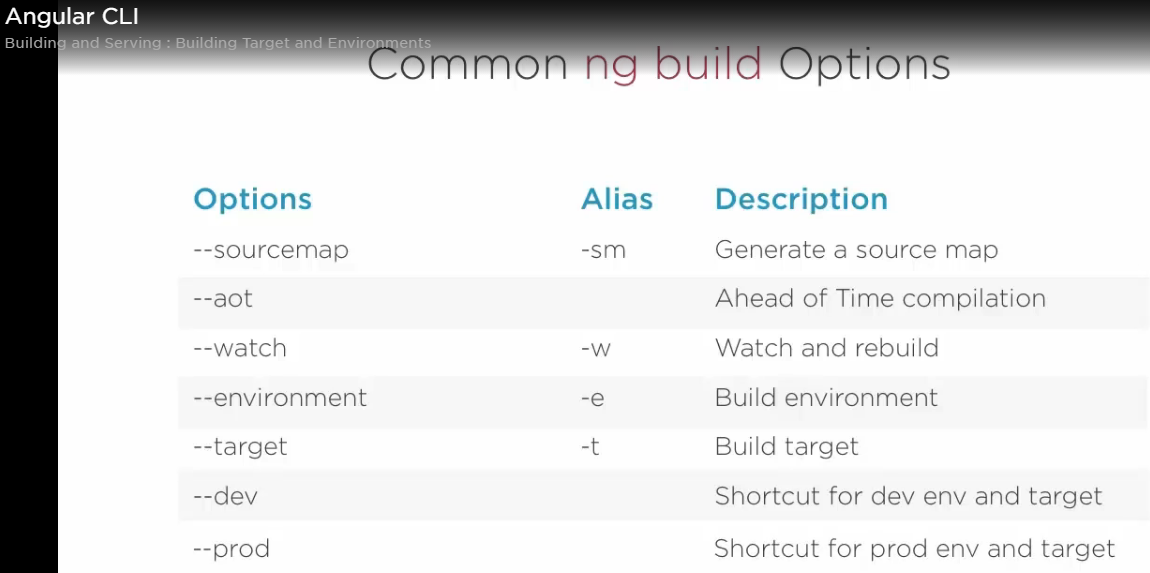 Angular CLI
Building and Serving : Building Target and Environments
Common ng build Options
Options Alias Description
--sourcemap -sm Generate a source map
--aot Ahead of Time compilation
--watch -w Watch and rebuild
--environment -e Build environment
--target -t Build target
--dev Shortcut for dev env and target
--prod Shortcut for prod env and target